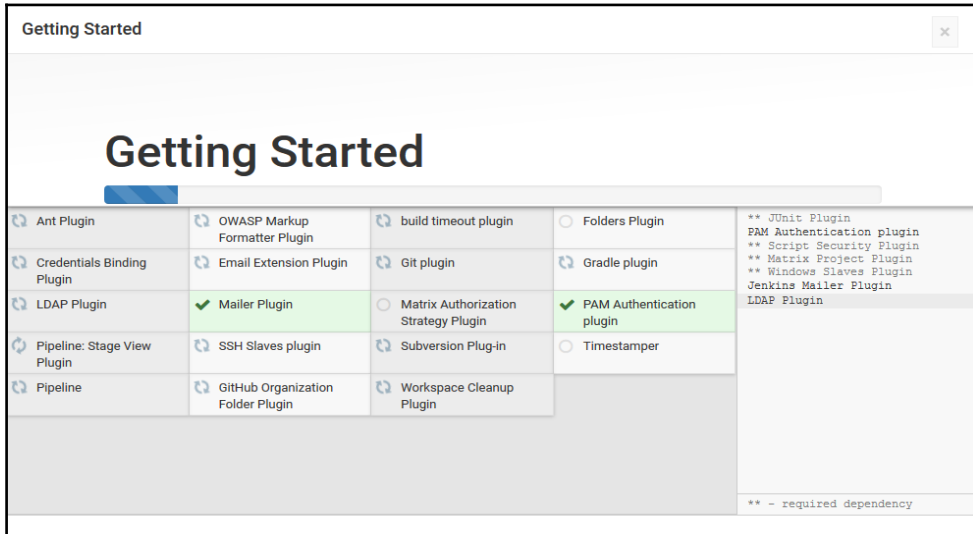 Getting Started
Getting Started
Ant Plugin
OWASP Markup
Formatter Plugin
build timeout plugin
Folders Plugin
Credentials Binding
Plugin
Email Extension Plugin
Git plugin
Gradle plugin
LDAP Plugin
Mailer Plugin
Matrix Authorization
Strategy Plugin
PAM Authentication
plugin
Pipeline: Stage View
Plugin
SSH Slaves plugin
Subversion Plug-in
Timestamper
Pipeline
GitHub Organization
Folder Plugin
Workspace Cleanup
Plugin
** JUnit Plugin
PAM Authentication plugin
** Script Security Plugin
** Matrix Project Plugin
** Windows Slaves Plugin
Jenkins Mailer Plugin
LDAP Plugin
** - required dependency